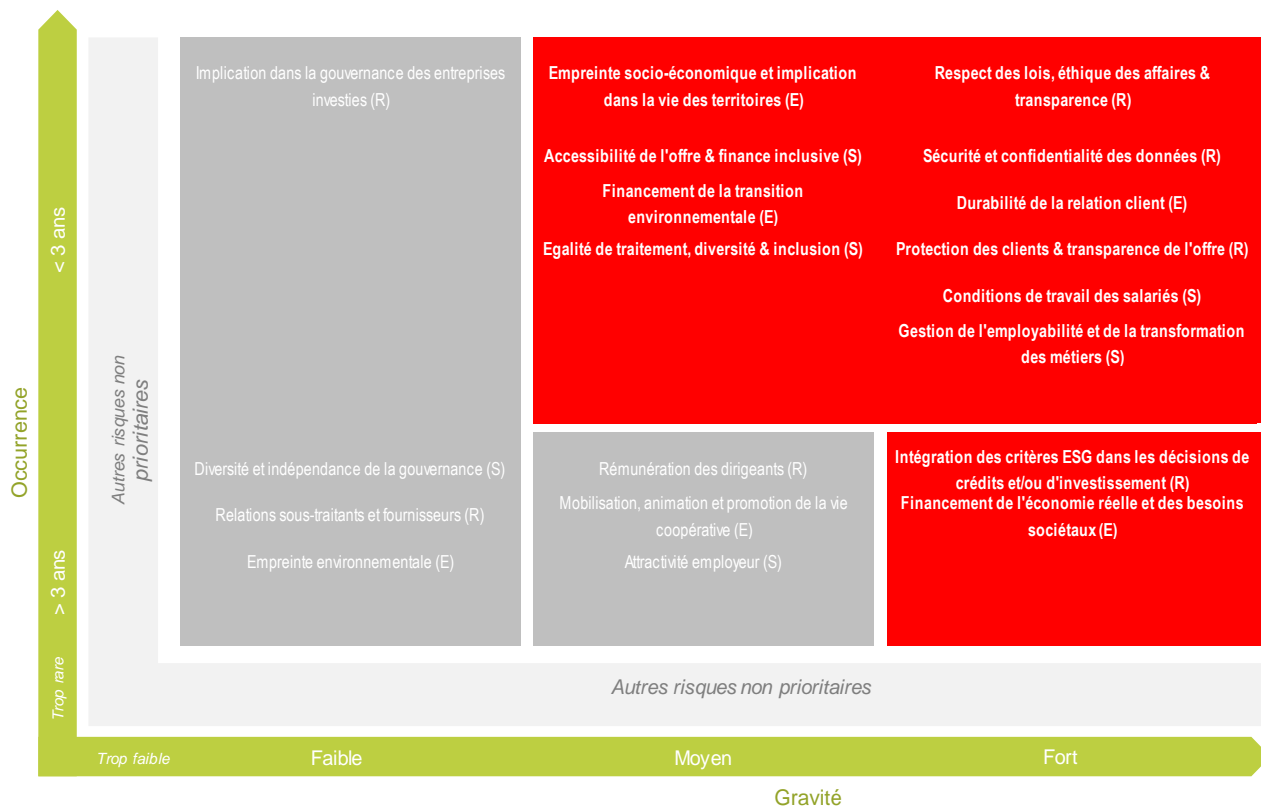 Occurrence
< 3 ans
> 3 ans
Trop rare
Autres risques non
prioritaires
Implication dans la gouvernance des entreprises
investies (R)
Empreinte socio-économique et implication
dans la vie des territoires (E)
Accessibilité de l'offre & finance inclusive (S)
Financement de la transition
environnementale (E)
Egalité de traitement, diversité & inclusion (S)
Respect des lois, éthique des affaires &
transparence (R)
Sécurité et confidentialité des données (R)
Durabilité de la relation client (E)
Protection des clients & transparence de l'offre (R)
Conditions de travail des salariés (S)
Gestion de l'employabilité et de la transformation
des métiers (S)
Diversité et indépendance de la gouvernance (S)
Relations sous-traitants et fournisseurs (R)
Empreinte environnementale (E)
Rémunération des dirigeants (R)
Mobilisation, animation et promotion de la vie
coopérative (E)
Attractivité employeur (S)
Intégration des critères ESG dans les décisions de
crédits et/ou d'investissement (R)
Financement de l'économie réelle et des besoins
sociétaux (E)
Autres risques non prioritaires
Trop faible
Faible
Moyen
Fort
Gravité